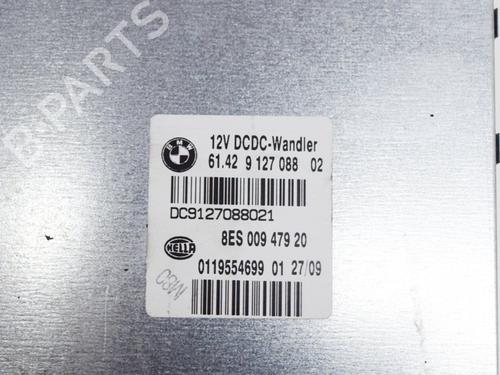 B-PARTS
BMW
12V DCDC-Wandler
61.42 9 127 088 02
DC9127088021
8ES 009 479 20
HELLA
0119554699 01 27/09